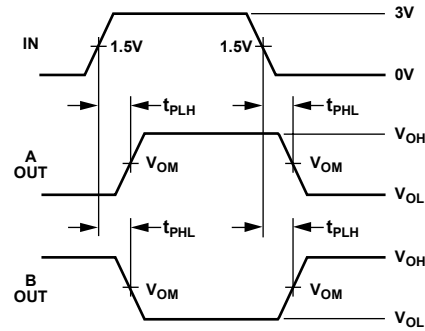 3V
IN
1.5V
1.5V
0V
tPLH
tPHL
VOH
A
OUT
VOM
VOM
VOL
tPHL
tPLH
VOH
B
OUT
VOM
VOM
VOL